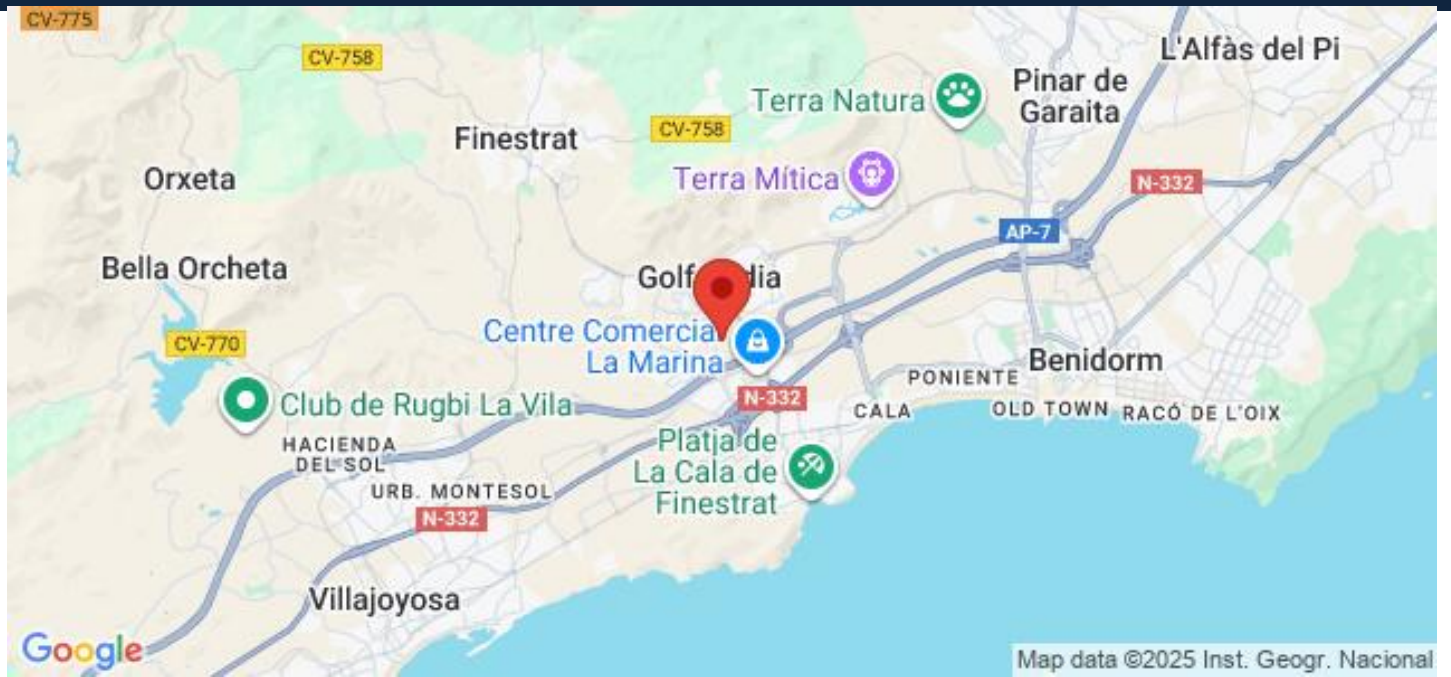 CV-775
CV-758
L'Alfàs del Pi
Terra Natura
Pinar de
Garaita
Finestrat
CV-758
Orxeta
Terra Mítica
N-332
AP-7
Bella Orcheta
Golf
dia
CV-770
Centre Comercial
La Marina
Benidorm
PONIENTE
N-332
CALA
OLD TOWN
RACÓ DE L'OIX
Club de Rugbi La Vila
HACIENDA
DEL SOL
Platja de
La Cala de
Finestrat
URB. MONTESOL
N-332
Villajoyosa
Google
Map data ©2025 Inst. Geogr. Nacional